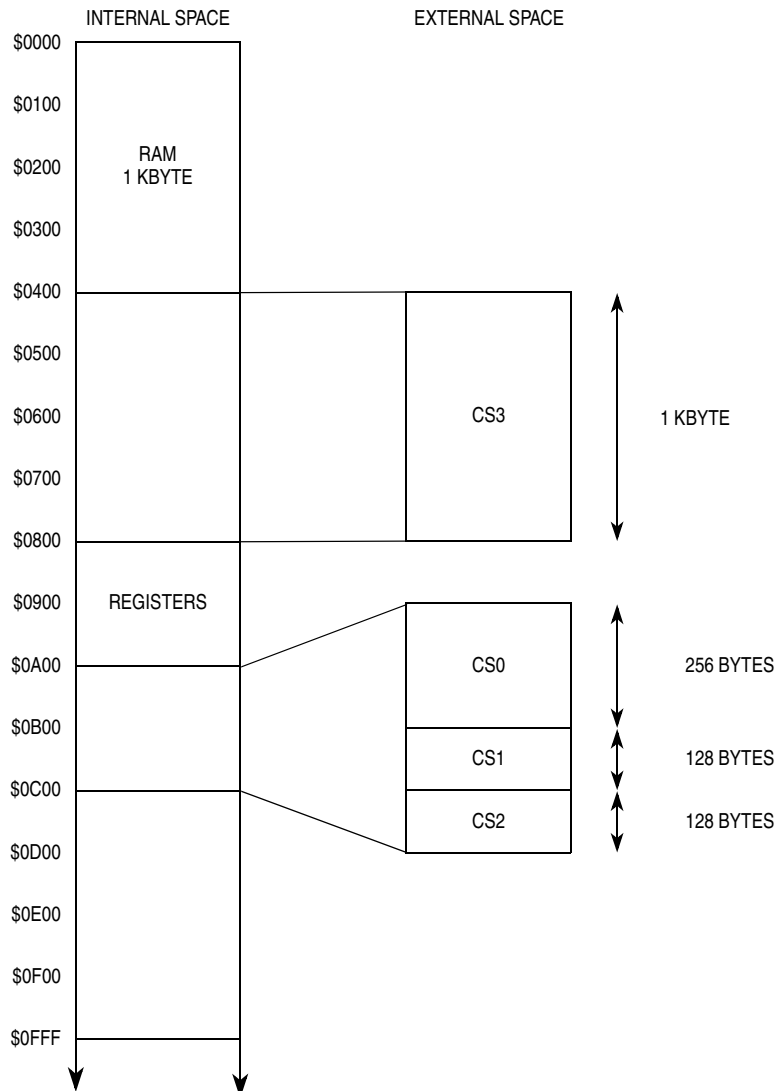 INTERNAL SPACE
EXTERNAL SPACE
$0000
$0100
$0200
$0300
$0400
$0500
$0600
$0700
$0800
$0900
$0A00
$0B00
$0C00
$0D00
$0E00
$0F00
$0FFF
RAM
1 KBYTE
REGISTERS
CS3
1 KBYTE
CS0
256 BYTES
CS1
128 BYTES
CS2
128 BYTES